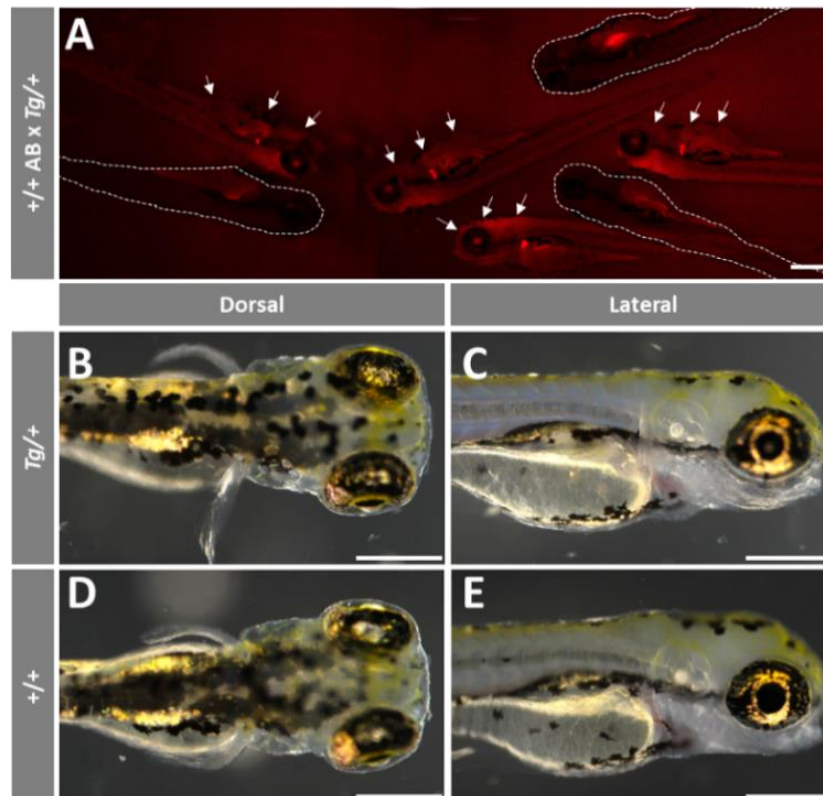 +/+ AB x Tg/+
A
Dorsal
Lateral
Tg/+
B
C
+/+
D
E